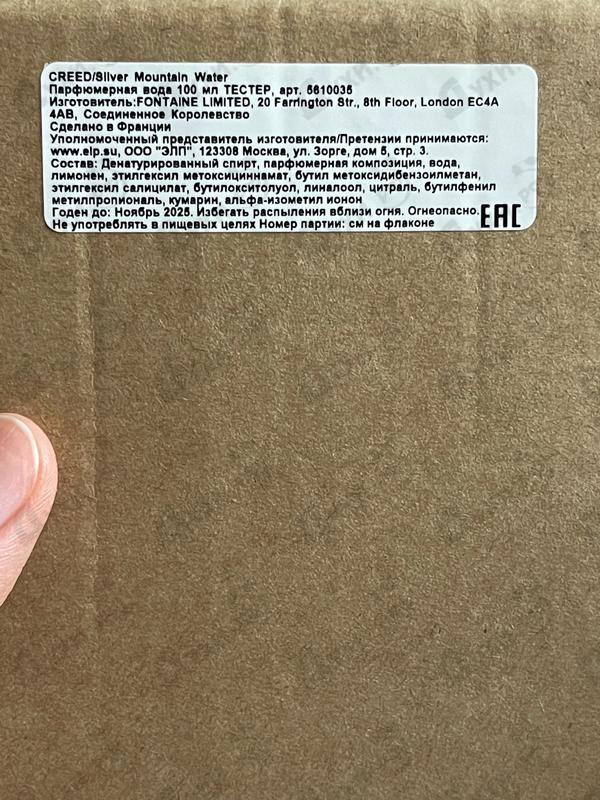 CREED/Silver Mountain Water
Парфюмерная вода 100 мл ТЕСТЕР, арт. 5610035
Изготовитель:FONTAINE LIMITED, 20 Farrington Str., 8th Floor, London EC4A
4AB, Соединенное Королевство
Сделано в Франции
Уполномоченный представитель изготовителя/Претензии принимаются:
www.elp.su, ООО "ЭЛП", 123308 Москва, ул. Зорге, дом 5, стр. 3.
Состав: Денатурированный спирт, парфюмерная композиция, вода,
лимонен, этилгексил метоксициннамат, бутил метоксидибензоилметан,
этилгексил салицилат, бутилокситолуол, линалоол, цитраль, бутилфенил
метилпропиональ, кумарин, альфа-изометил ионон
Годен до: Ноябрь 2025. Избегать распыления вблизи огня. Огнеопасно.
Не употреблять в пищевых целях Номер партии: см на флаконе
EAC